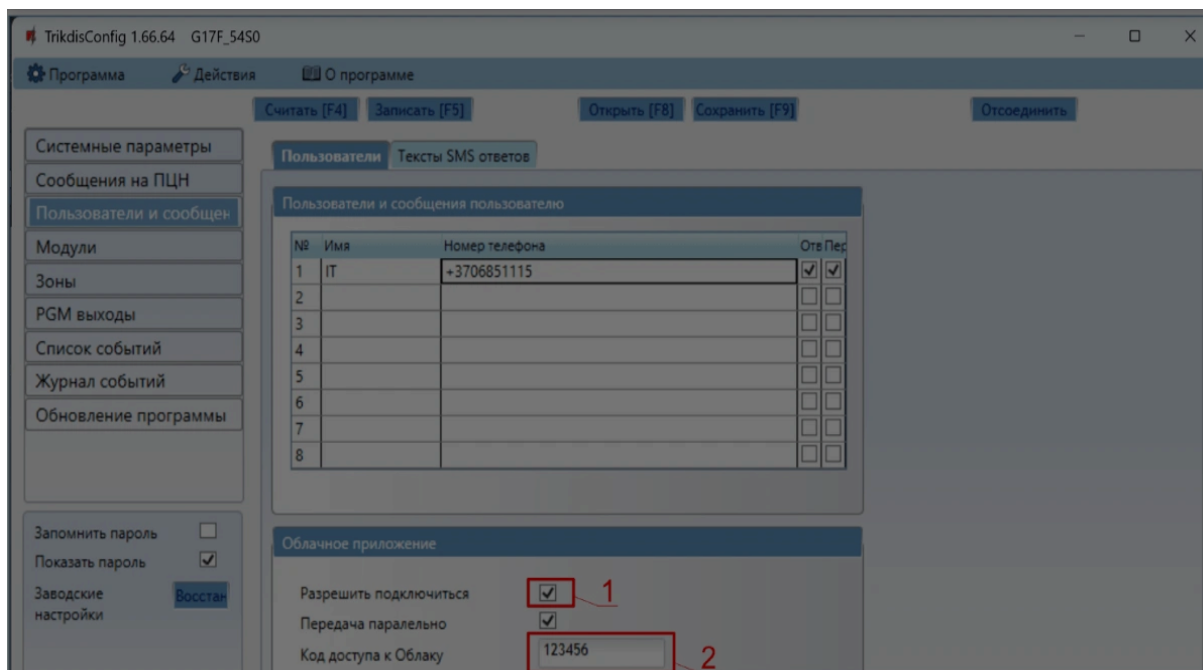 TrikdisConfig 1.66.64 G17F_54S0
Программа Действия О программе
Считать [F4] Записать [F5] Открыть [F8] Сохранить [F9] Отсоединить
Системные параметры
Сообщения на ПЦН
Пользователи и сообщен
Модули
Зоны
PGM выходы
Список событий
Журнал событий
Обновление программы
Запомнить пароль
Показать пароль
Заводские настройки
Восстан
Пользователи Тексты SMS ответов
Пользователи и сообщения пользователю
№ Имя Номер телефона Отв Пер
1 IT +3706851115
2
3
4
5
6
7
8
Облачное приложение
Разрешить подключиться 1
Передача паралельно
Код доступа к Облаку 123456 2